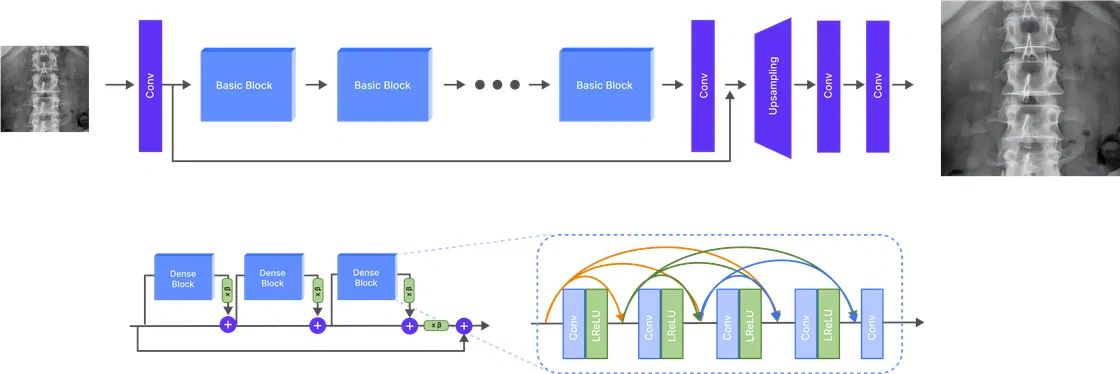 Conv
Basic Block
Basic Block
Basic Block
Conv
Upsampling
Conv
Conv
Dense
Block
x β
Dense
Block
x β
Dense
Block
x β
+
+
+
x β
+
Conv
LReLU
Conv
LReLU
Conv
LReLU
Conv
LReLU
Conv